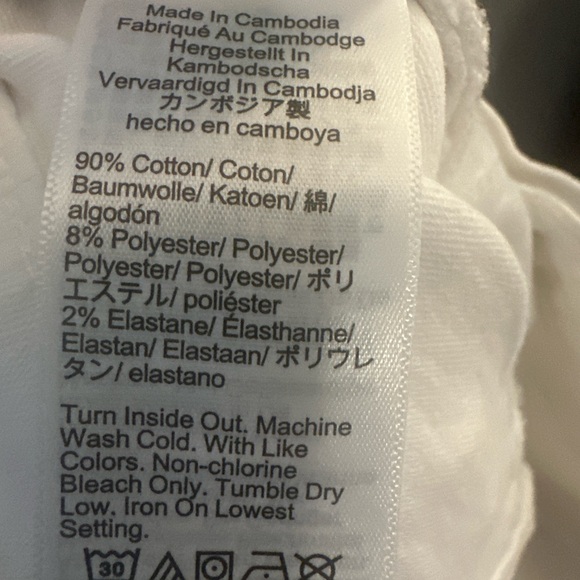 Made In Cambodia
Fabriqué Au Cambodge
Hergestellt In
Kambodscha
Vervaardigd In Cambodja
カンボジア製
hecho en camboya
90% Cotton/ Coton/
Baumwolle/ Katoen/ 綿/
algodón
8% Polyester/ Polyester/
Polyester/ Polyester/ ポリ
エステル/ poliéster
2% Elastane/ Élasthanne/
Elastan/ Elastaan/ ポリウレ
タン/ elastano
Turn Inside Out. Machine
Wash Cold. With Like
Colors. Non-chlorine
Bleach Only. Tumble Dry
Low. Iron On Lowest
Setting.
30